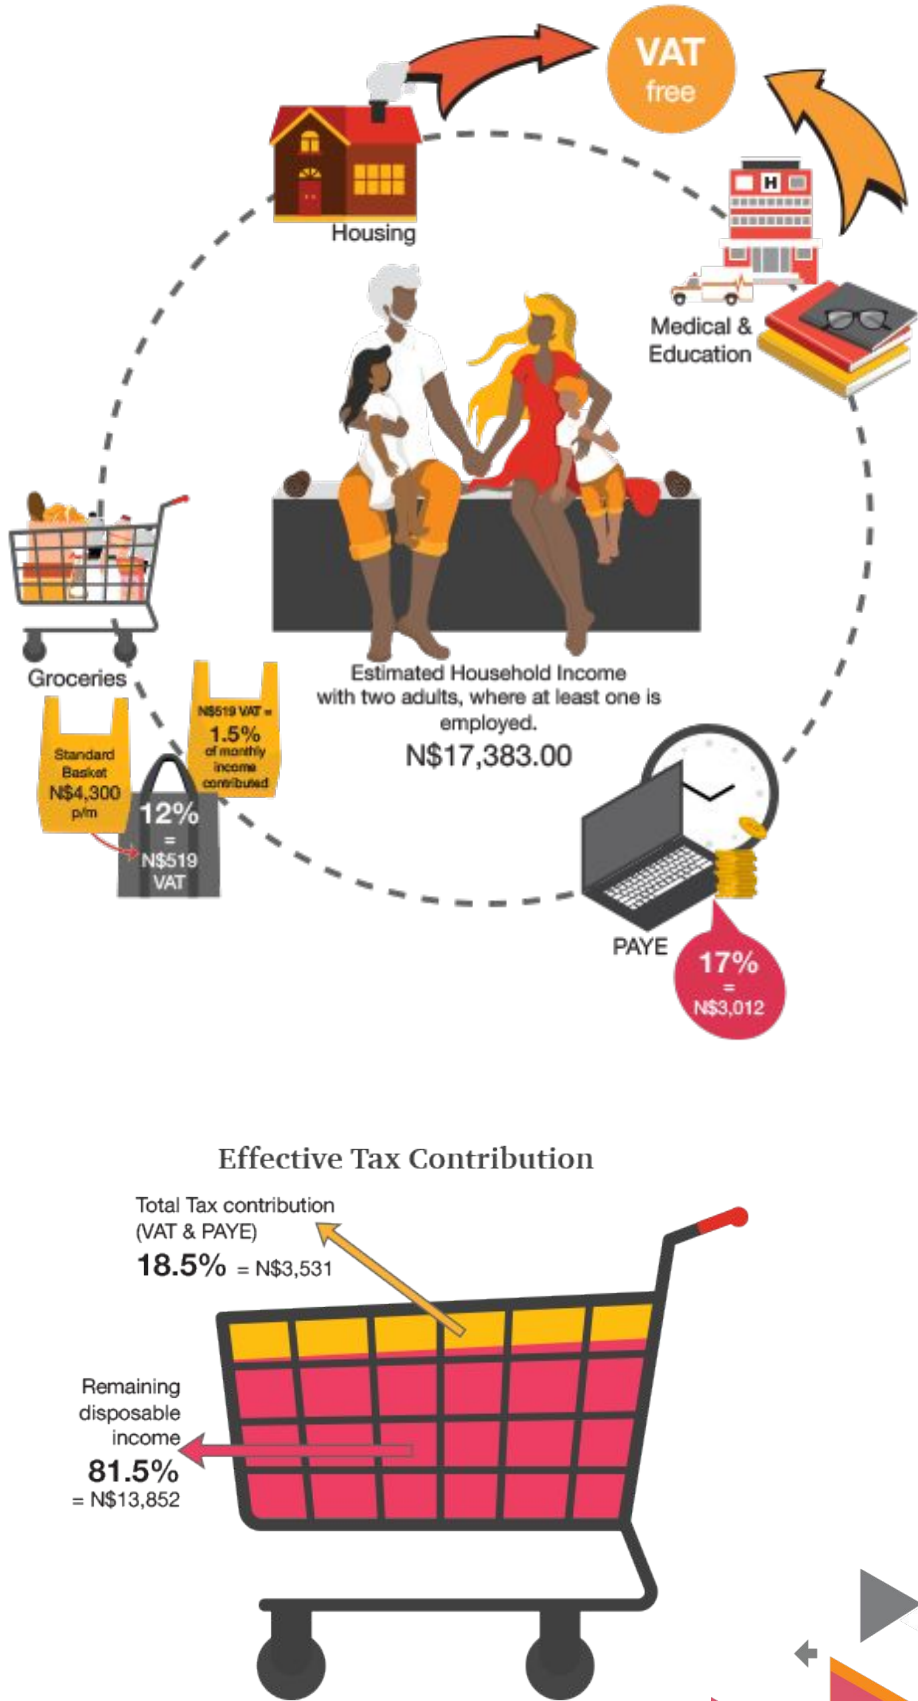 VAT
free
H
Housing
Medical &
Education
Groceries
Estimated Household Income
with two adults, where at least one is
employed.
N$17,383.00
N$519 VAT =
1.5%
of monthly
income
contributed
Standard
Basket
N$4,300
p/m
12%
=
N$519
VAT
PAYE
17%
=
N$3,012
Effective Tax Contribution
Total Tax contribution
(VAT & PAYE)
18.5% = N$3,531
Remaining
disposable
income
81.5%
= N$13,852